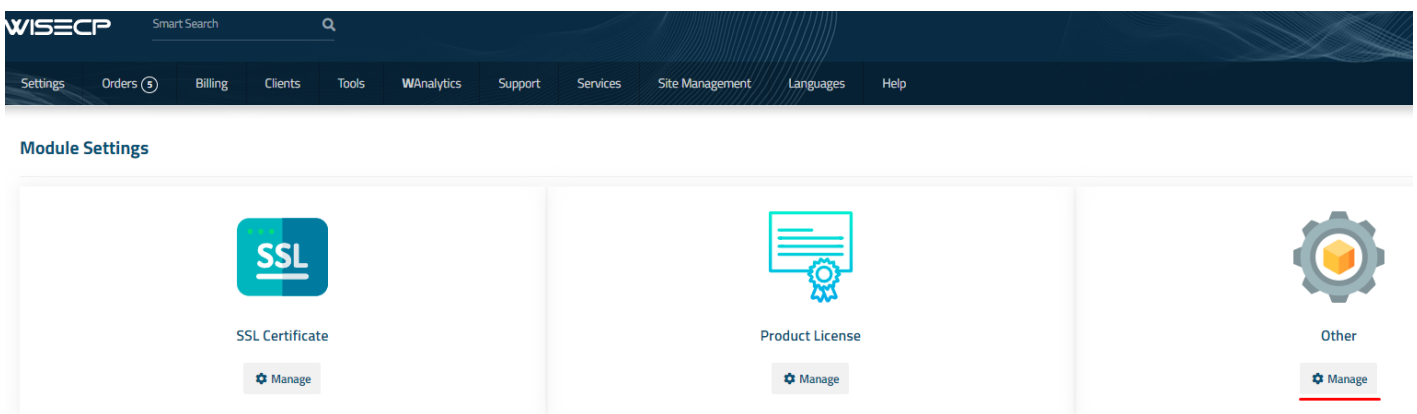 WISECP Smart Search
Settings Orders 5 Billing Clients Tools WAnalytics Support Services Site Management Languages Help
Module Settings
SSL
SSL Certificate Product License Other
Manage Manage Manage